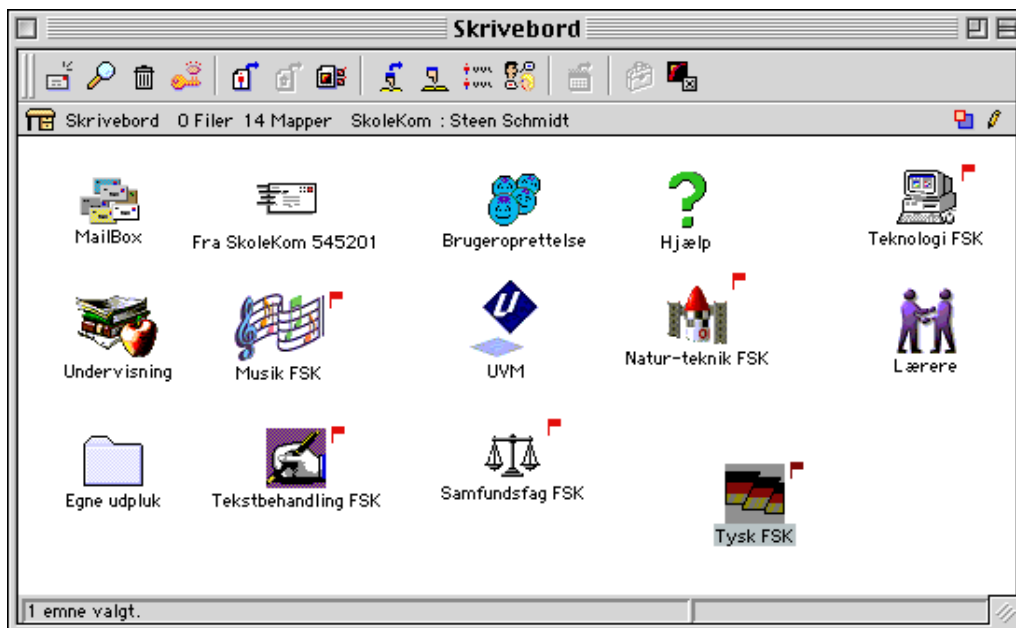 Skrivebord
Skrivebord 0 Filer 14 Mapper SkoleKom : Steen Schmidt
MailBox
Fra SkoleKom 545201
Brugeroprettelse
Hjælp
Teknologi FSK
Undervisning
Musik FSK
UVM
Natur-teknik FSK
Lærere
Egne udpluk
Tekstbehandling FSK
Samfundsfag FSK
Tysk FSK
1 emne valgt.